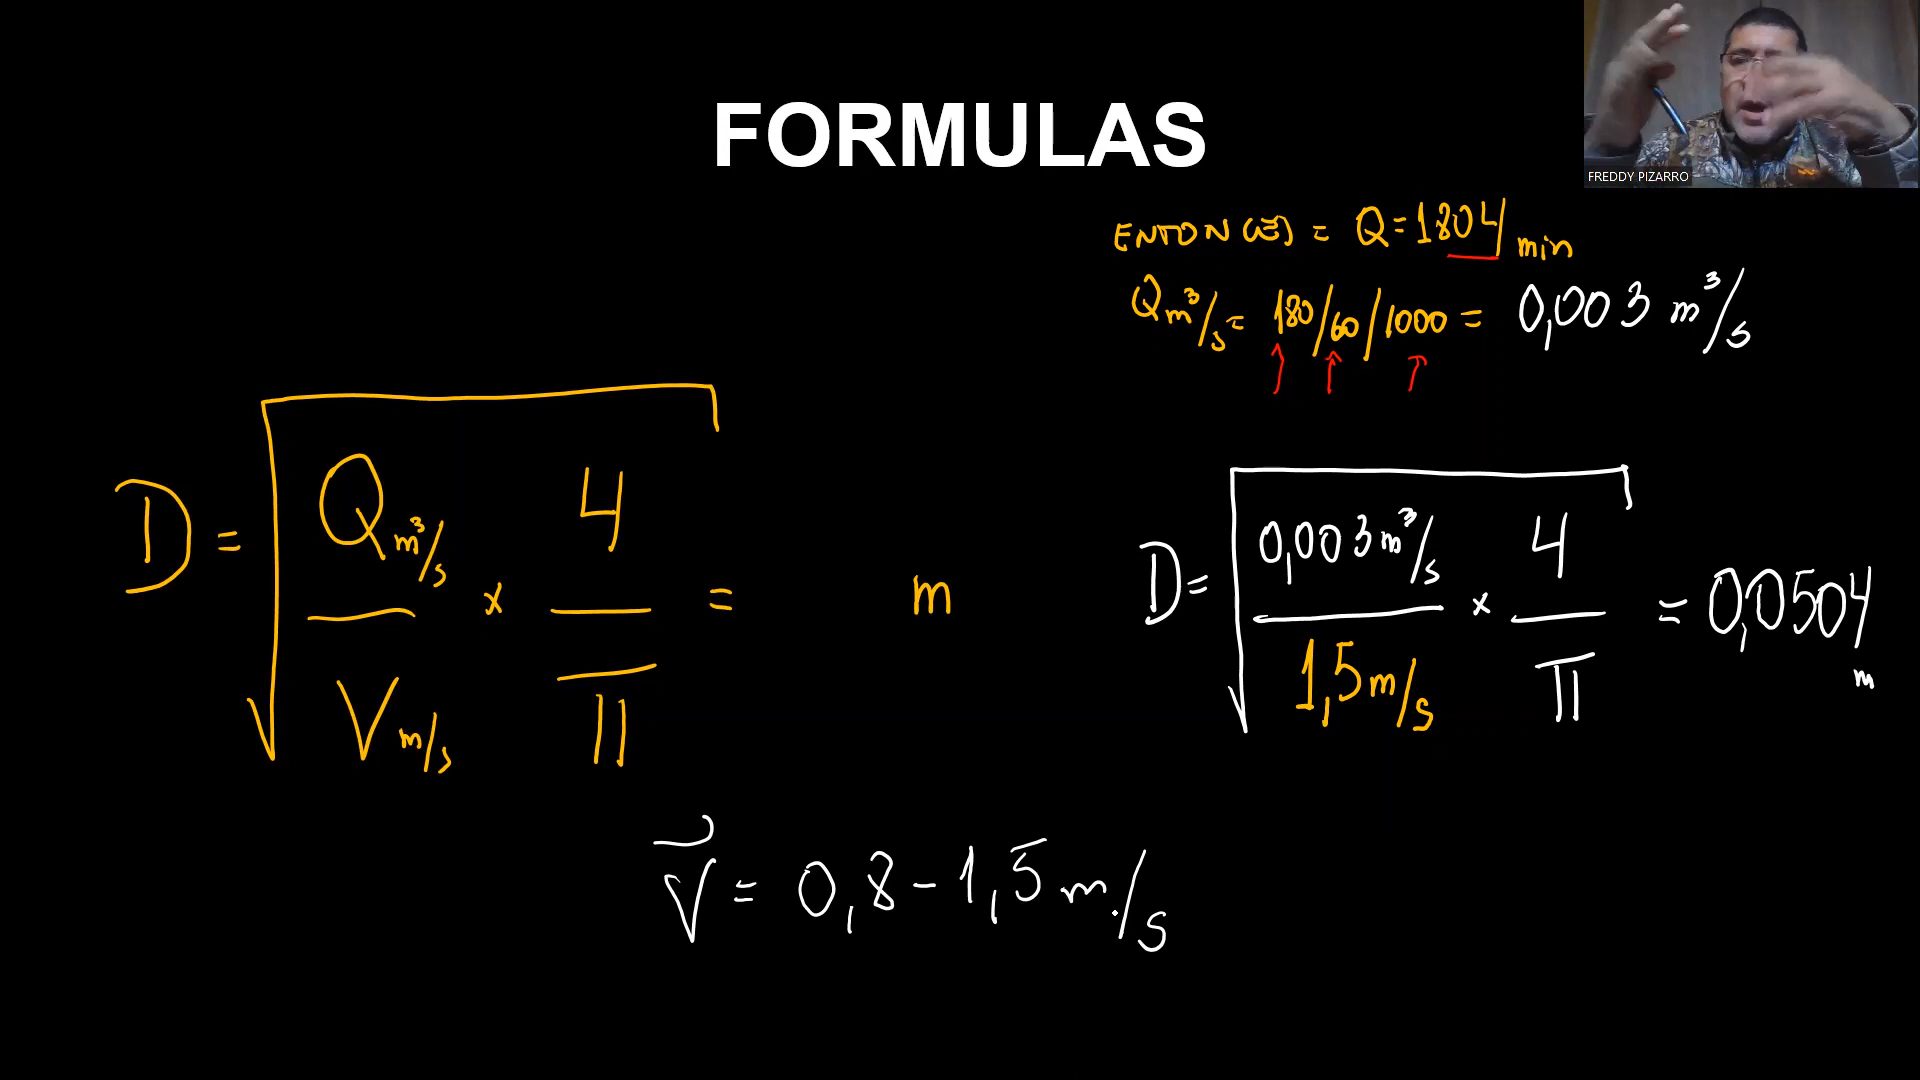 FORMULAS
FREDDY PIZARRO
ENTONCES = Q = 180 L/min
Q m³/s = 180/60/1000 = 0,003 m³/s
D = √ Q m³/s / V m/s × 4 / π = m
D = √ 0,003 m³/s / 1,5 m/s × 4 / π = 0,0504 m
V = 0,8 - 1,5 m/s